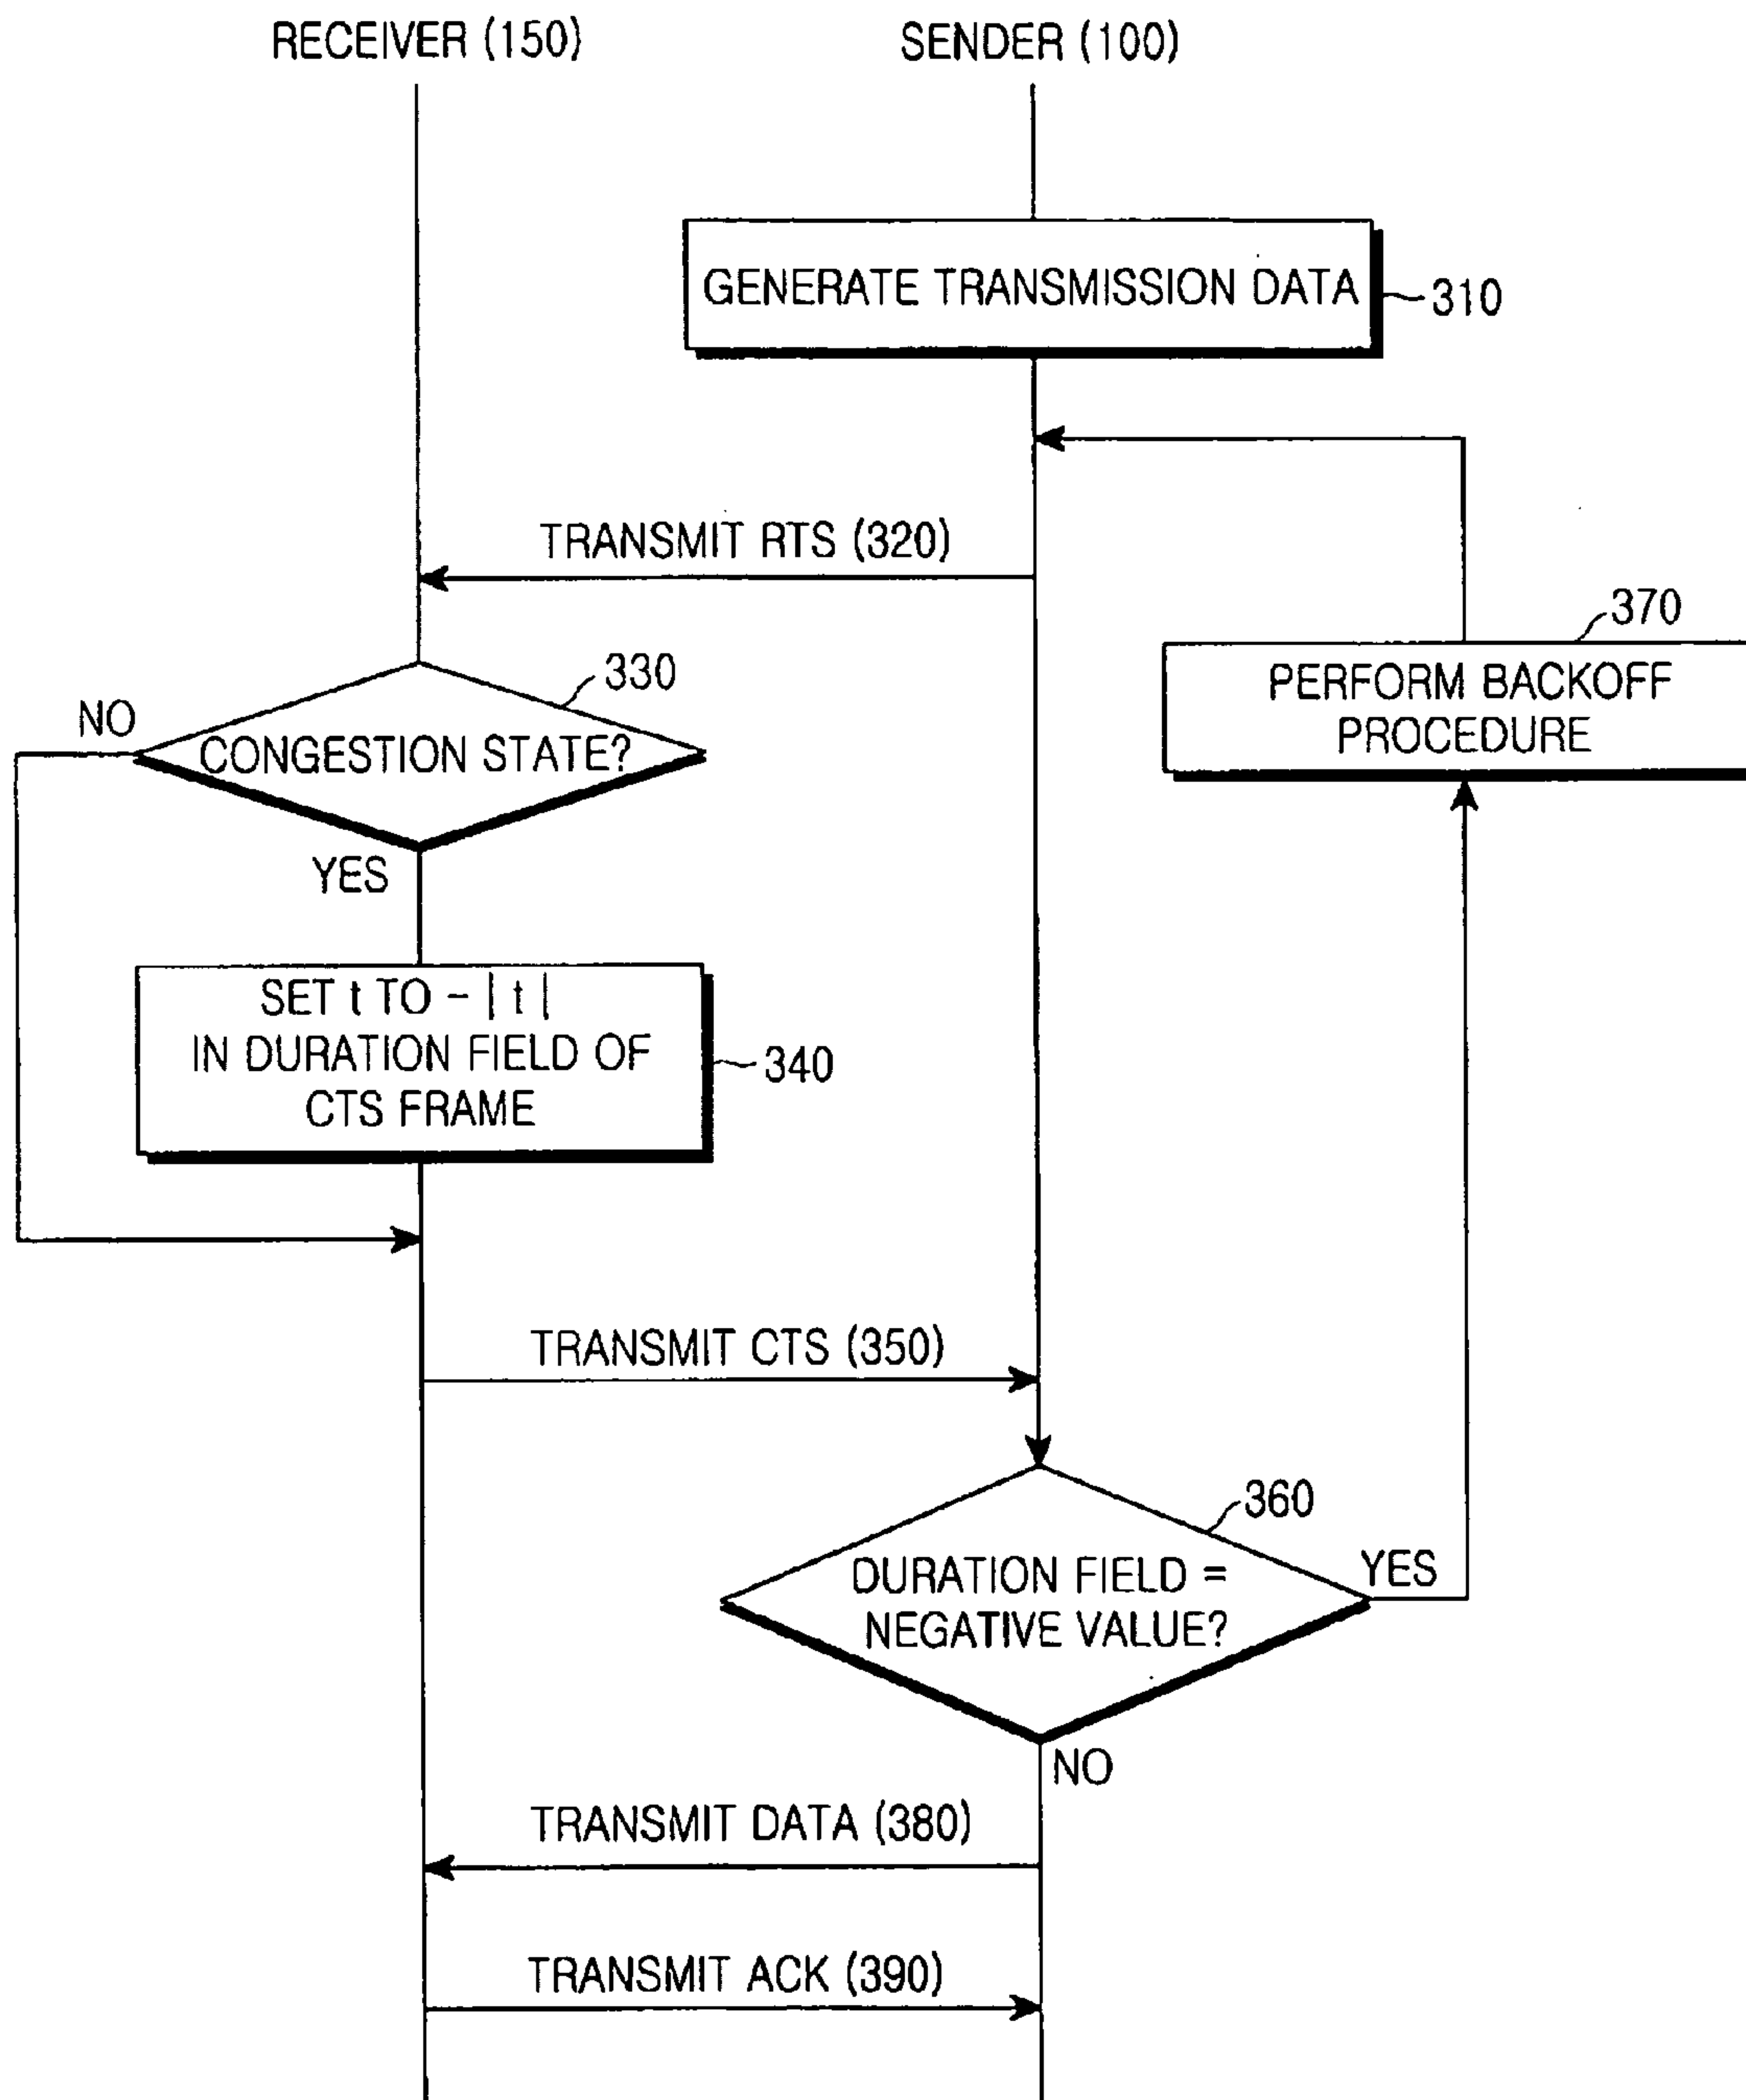 RECEIVER (150)
SENDER (100)
GENERATE TRANSMISSION DATA
310
TRANSMIT RTS (320)
370
PERFORM BACKOFF
PROCEDURE
330
NO
CONGESTION STATE?
YES
SET t TO - | t |
IN DURATION FIELD OF
CTS FRAME
340
TRANSMIT CTS (350)
360
DURATION FIELD =
NEGATIVE VALUE?
YES
NO
TRANSMIT DATA (380)
TRANSMIT ACK (390)